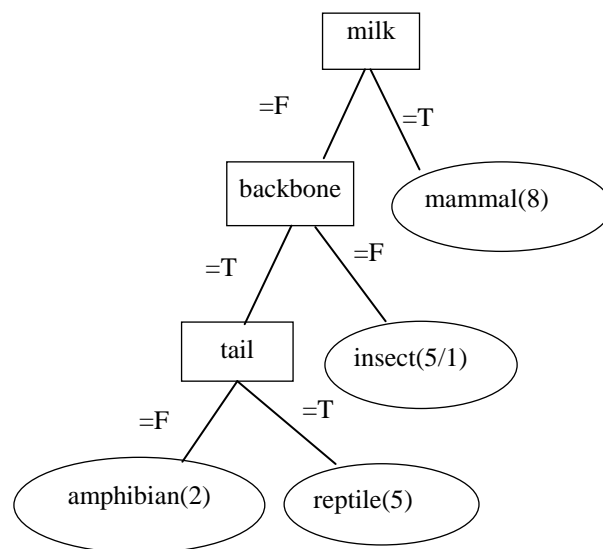 milk
=F
=T
backbone
mammal(8)
=T
=F
tail
insect(5/1)
=F
=T
amphibian(2)
reptile(5)